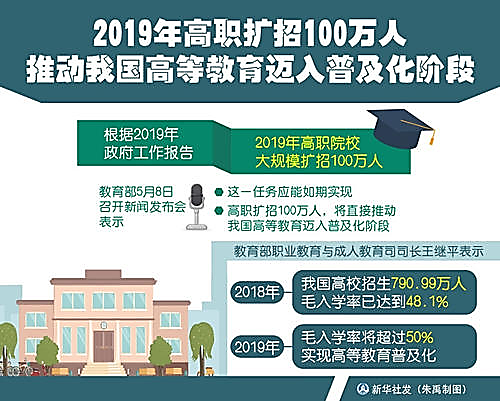 2019年高职扩招100万人
推动我国高等教育迈入普及化阶段
根据2019年
政府工作报告
2019年高职院校
大规模扩招100万人
教育部5月8日
召开新闻发布会
表示
这一任务应能如期实现
高职扩招100万人，将直接推动
我国高等教育迈入普及化阶段
教育部职业教育与成人教育司司长王继平表示
2018年
我国高校招生790.99万人
毛入学率已达到48.1%
2019年
毛入学率将超过50%
实现高等教育普及化
新华社发（朱禹制图）